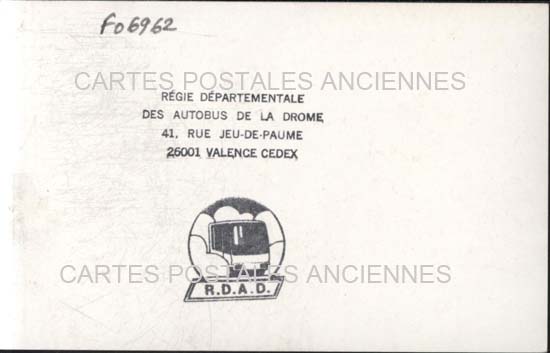 Fo6962
CARTES POSTALES ANCIENNES
RÉGIE DÉPARTEMENTALE
DES AUTOBUS DE LA DROME
41, RUE JEU-DE-PAUME
26001 VALENCE CEDEX
CARTES POSTALES ANCIENNES
R.D.A.D.